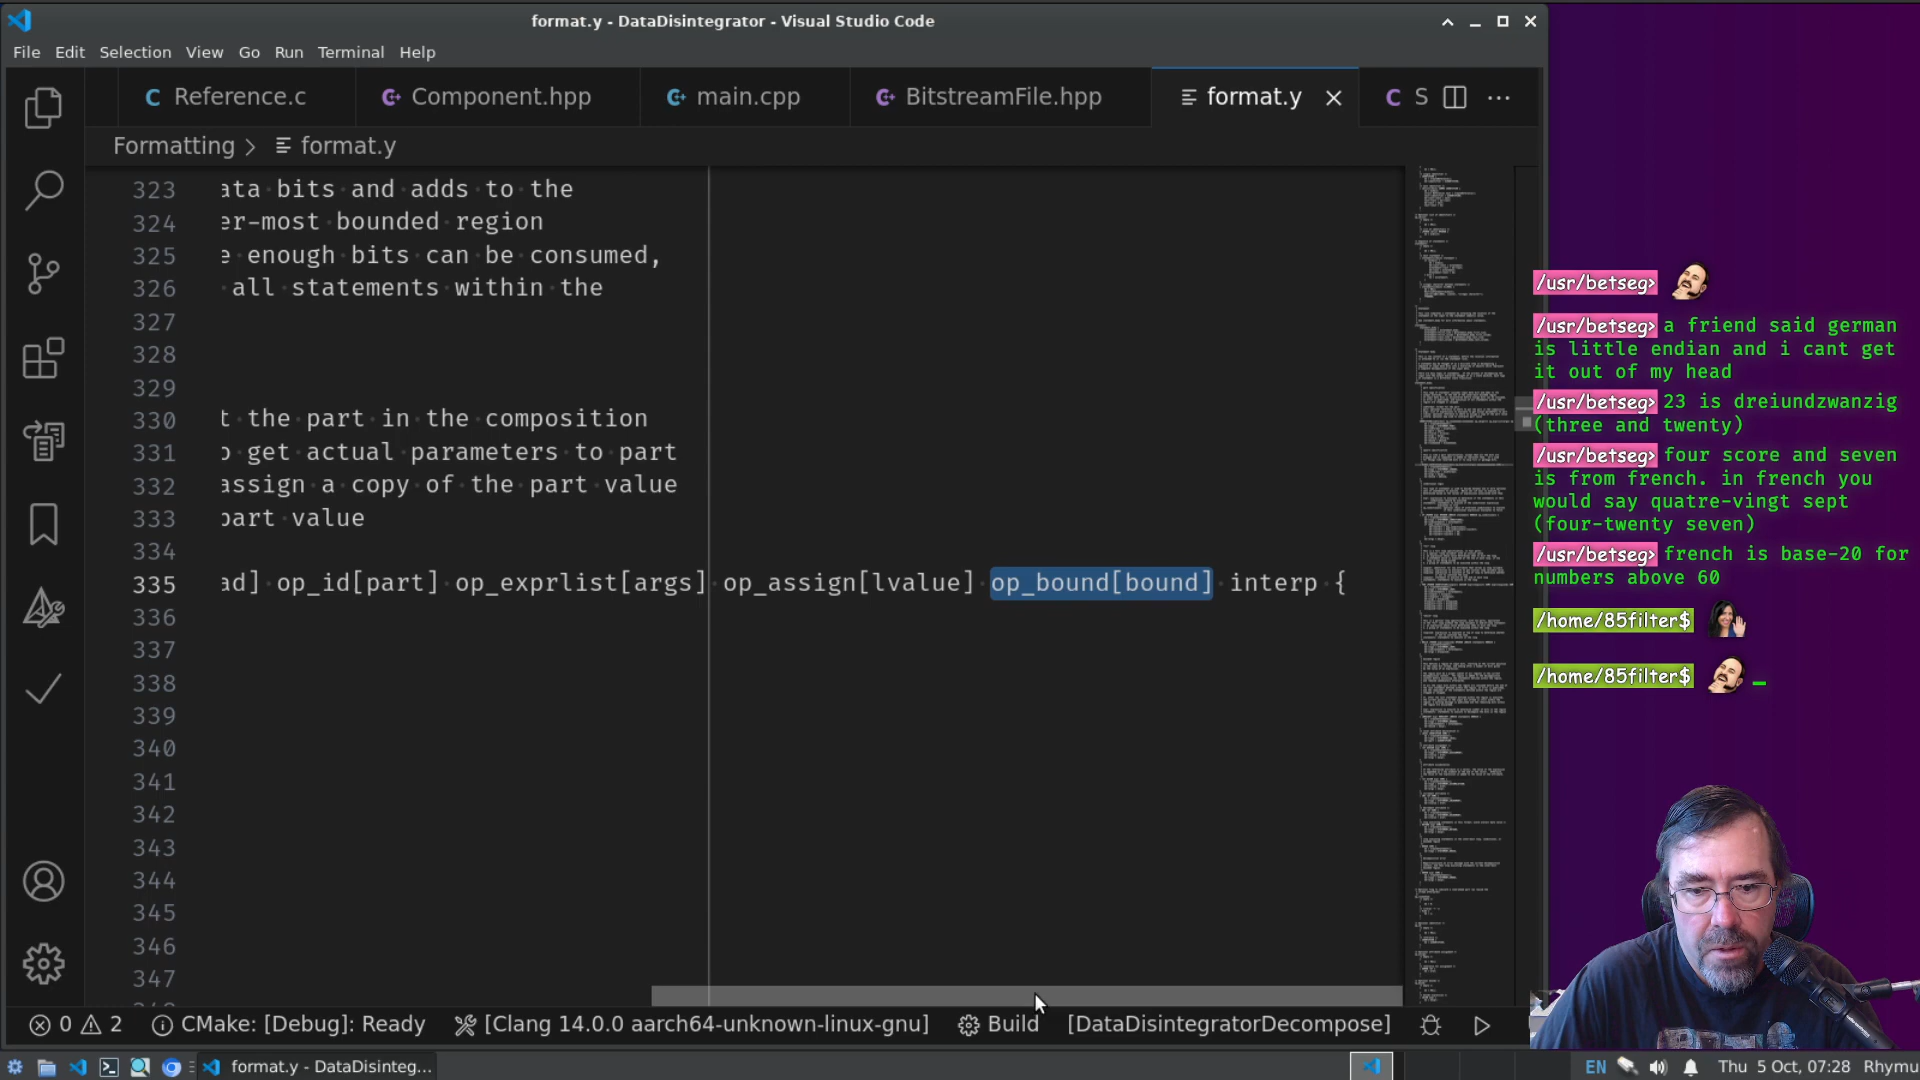 format.y - DataDisintegrator - Visual Studio Code
File Edit Selection View Go Run Terminal Help
Reference.c Component.hpp main.cpp BitstreamFile.hpp format.y S
Formatting > format.y
323 ata bits and adds to the
324 er-most bounded region
325 e enough bits can be consumed,
326 all statements within the
327
328
329
330 t the part in the composition
331 o get actual parameters to part
332 assign a copy of the part value
333 part value
334
335 ad] op_id[part] op_exprlist[args] op_assign[lvalue] op_bound[bound] interp {
336
337
338
339
340
341
342
343
344
345
346
347
/usr/betseg>
/usr/betseg> a friend said german
is little endian and i cant get
it out of my head
/usr/betseg> 23 is dreiundzwanzig
(three and twenty)
/usr/betseg> four score and seven
is from french. in french you
would say quatre-vingt sept
(four-twenty seven)
/usr/betseg> french is base-20 for
numbers above 60
/home/85filter$
/home/85filter$ _
0 2 CMake: [Debug]: Ready [Clang 14.0.0 aarch64-unknown-linux-gnu] Build [DataDisintegratorDecompose]
format.y - DataDisinteg... EN Thu 5 Oct, 07:28 Rhymu